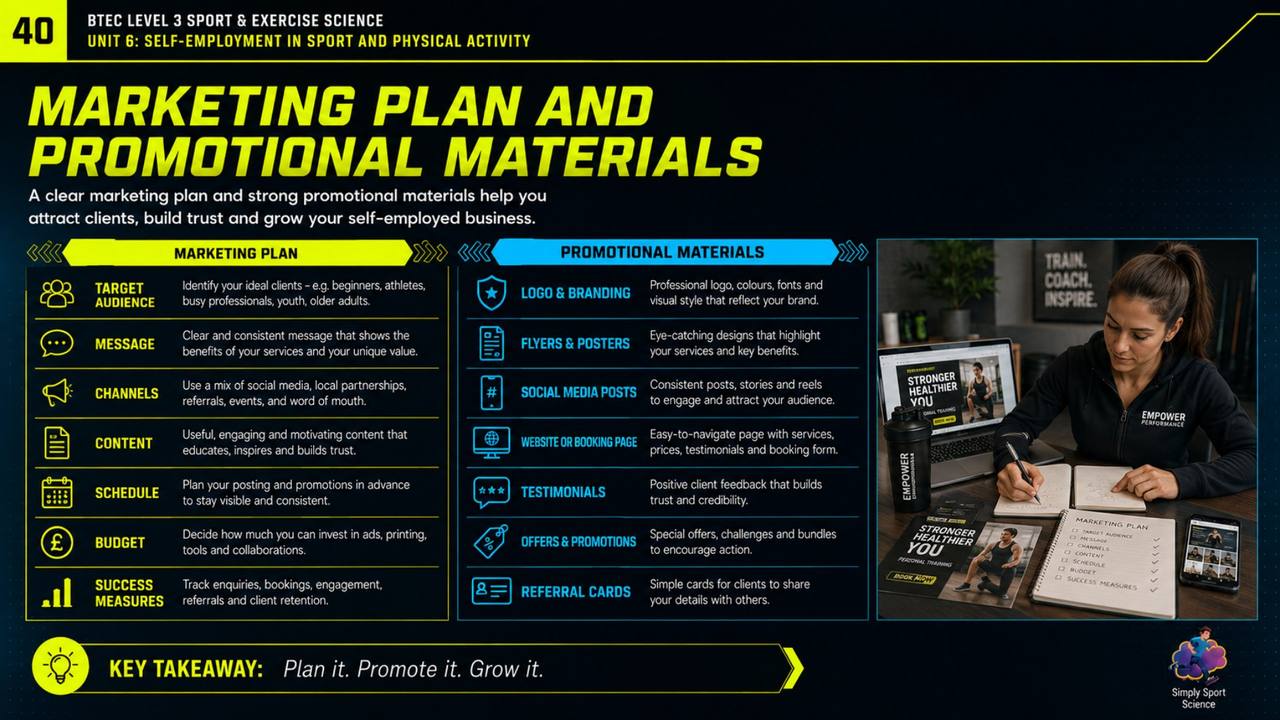 40
BTEC LEVEL 3 SPORT & EXERCISE SCIENCE
UNIT 6: SELF-EMPLOYMENT IN SPORT AND PHYSICAL ACTIVITY
MARKETING PLAN AND
PROMOTIONAL MATERIALS
A clear marketing plan and strong promotional materials help you
attract clients, build trust and grow your self-employed business.
MARKETING PLAN
TARGET
AUDIENCE
Identify your ideal clients – e.g. beginners, athletes,
busy professionals, youth, older adults.
MESSAGE
Clear and consistent message that shows the
benefits of your services and your unique value.
CHANNELS
Use a mix of social media, local partnerships,
referrals, events, and word of mouth.
CONTENT
Useful, engaging and motivating content that
educates, inspires and builds trust.
SCHEDULE
Plan your posting and promotions in advance
to stay visible and consistent.
£
BUDGET
Decide how much you can invest in ads, printing,
tools and collaborations.
SUCCESS
MEASURES
Track enquiries, bookings, engagement,
referrals and client retention.
PROMOTIONAL MATERIALS
LOGO & BRANDING
Professional logo, colours, fonts and
visual style that reflect your brand.
FLYERS & POSTERS
Eye-catching designs that highlight
your services and key benefits.
#
SOCIAL MEDIA POSTS
Consistent posts, stories and reels
to engage and attract your audience.
WEBSITE OR BOOKING PAGE
Easy-to-navigate page with services,
prices, testimonials and booking form.
TESTIMONIALS
Positive client feedback that builds
trust and credibility.
%
OFFERS & PROMOTIONS
Special offers, challenges and bundles
to encourage action.
REFERRAL CARDS
Simple cards for clients to share
your details with others.
TRAIN.
COACH.
INSPIRE.
STRONGER
HEALTHIER
YOU
EMPOWER
PERFORMANCE
EMPOWER
STRONGER
HEALTHIER
YOU
PERSONAL TRAINING
BOOK NOW
MARKETING PLAN
TARGET AUDIENCE
MESSAGE
CHANNELS
CONTENT
SCHEDULE
BUDGET
SUCCESS MEASURES
KEY TAKEAWAY: Plan it. Promote it. Grow it.
Simply Sport
Science